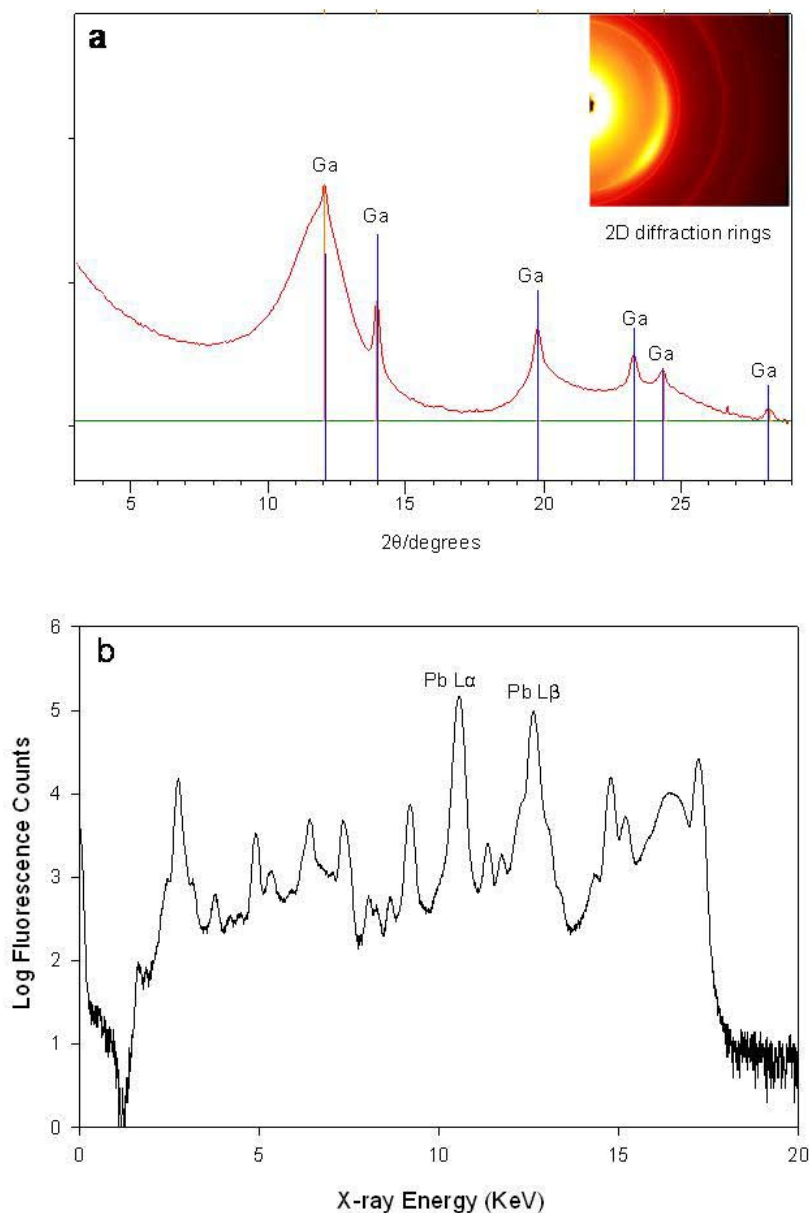 a
Ga
Ga
2D diffraction rings
Ga
Ga
Ga
Ga
5 10 15 20 25
2θ/degrees
b
6
5
4
3
2
1
0
Log Fluorescence Counts
Pb Lα
Pb Lβ
0 5 10 15 20
X-ray Energy (KeV)